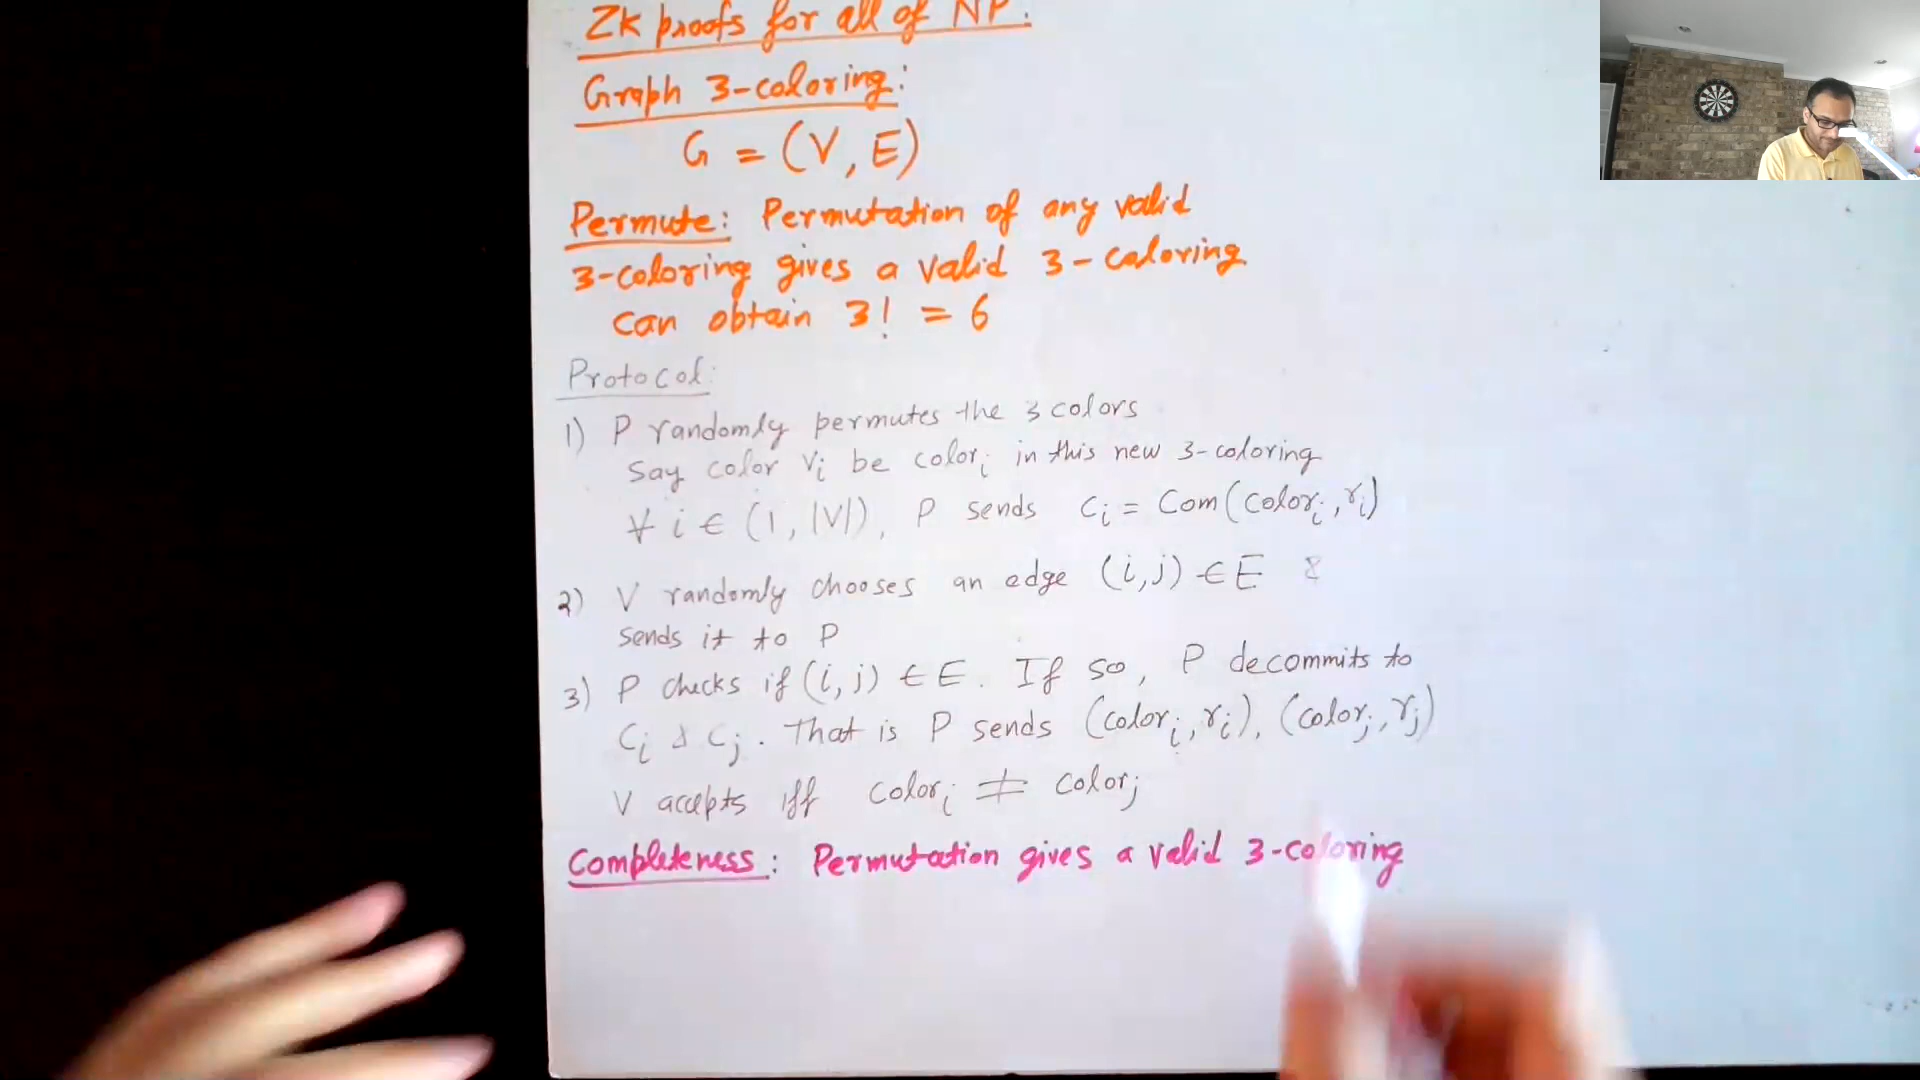 ZK proofs for all of NP:
Graph 3-coloring:
G = (V, E)
Permute: Permutation of any valid
3-coloring gives a valid 3-coloring
can obtain 3! = 6
Protocol:
1) P randomly permutes the 3 colors
Say color vᵢ be colorᵢ in this new 3-coloring
∀ i ∈ (1, |V|), P sends cᵢ = Com(colorᵢ, rᵢ)
2) V randomly chooses an edge (i,j) ∈ E &
sends it to P
3) P checks if (i,j) ∈ E. If so, P decommits to
cᵢ & cⱼ. That is P sends (colorᵢ, rᵢ), (colorⱼ, rⱼ)
V accepts iff colorᵢ ≠ colorⱼ
Completeness: Permutation gives a valid 3-coloring